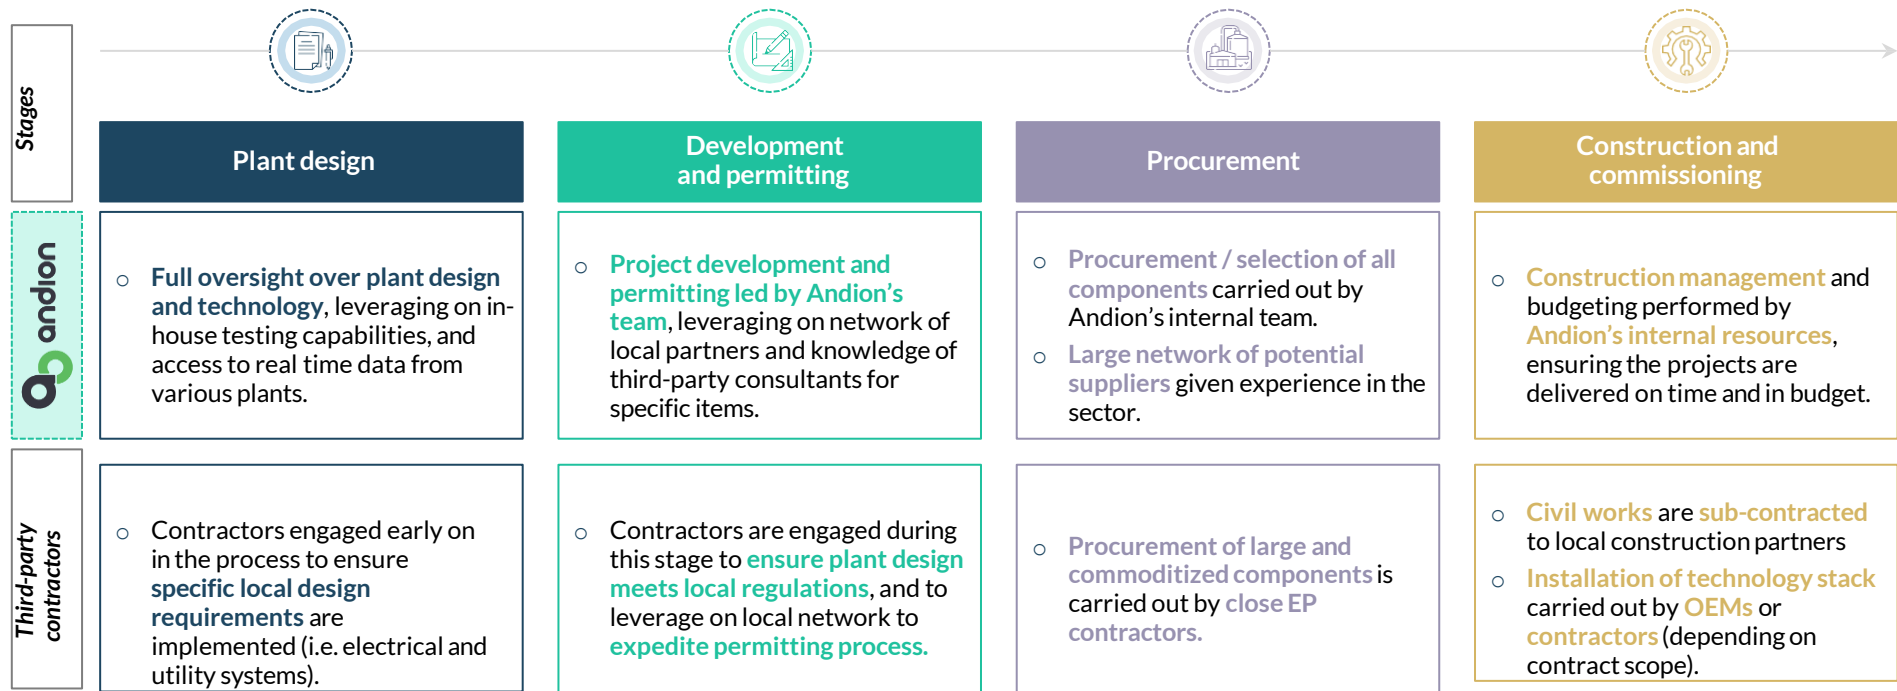 Stages
Plant design
Development
and permitting
Procurement
Construction and
commissioning
andion
○ Full oversight over plant design
and technology, leveraging on in-
house testing capabilities, and
access to real time data from
various plants.
○ Project development and
permitting led by Andion’s
team, leveraging on network of
local partners and knowledge of
third-party consultants for
specific items.
○ Procurement / selection of all
components carried out by
Andion’s internal team.
○ Large network of potential
suppliers given experience in the
sector.
○ Construction management and
budgeting performed by
Andion’s internal resources,
ensuring the projects are
delivered on time and in budget.
Third-party
contractors
○ Contractors engaged early on
in the process to ensure
specific local design
requirements are
implemented (i.e. electrical and
utility systems).
○ Contractors are engaged during
this stage to ensure plant design
meets local regulations, and to
leverage on local network to
expedite permitting process.
○ Procurement of large and
commoditized components is
carried out by close EP
contractors.
○ Civil works are sub-contracted
to local construction partners
○ Installation of technology stack
carried out by OEMs or
contractors (depending on
contract scope).